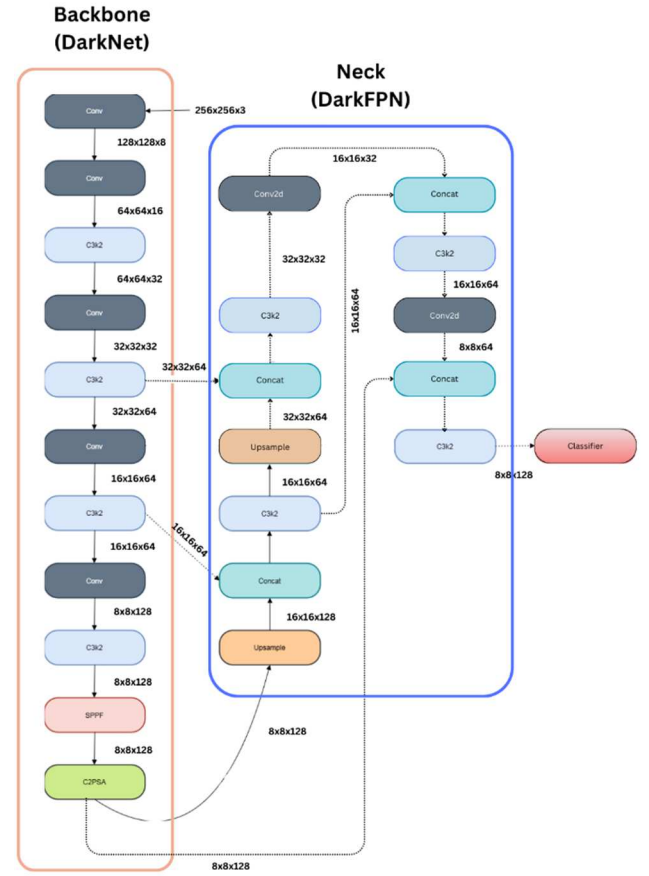 Backbone
(DarkNet)
Conv
256x256x3
128x128x8
Conv
64x64x16
C3k2
64x64x32
Conv
32x32x32
C3k2
32x32x64
32x32x64
Conv
16x16x64
C3k2
16x16x64
16x16x64
Conv
8x8x128
C3k2
8x8x128
SPPF
8x8x128
C2PSA
8x8x128
8x8x128
Neck
(DarkFPN)
Upsample
16x16x128
Concat
C3k2
16x16x64
Upsample
32x32x64
Concat
C3k2
32x32x32
Conv2d
16x16x32
16x16x64
Concat
C3k2
16x16x64
Conv2d
8x8x64
Concat
C3k2
8x8x128
Classifier